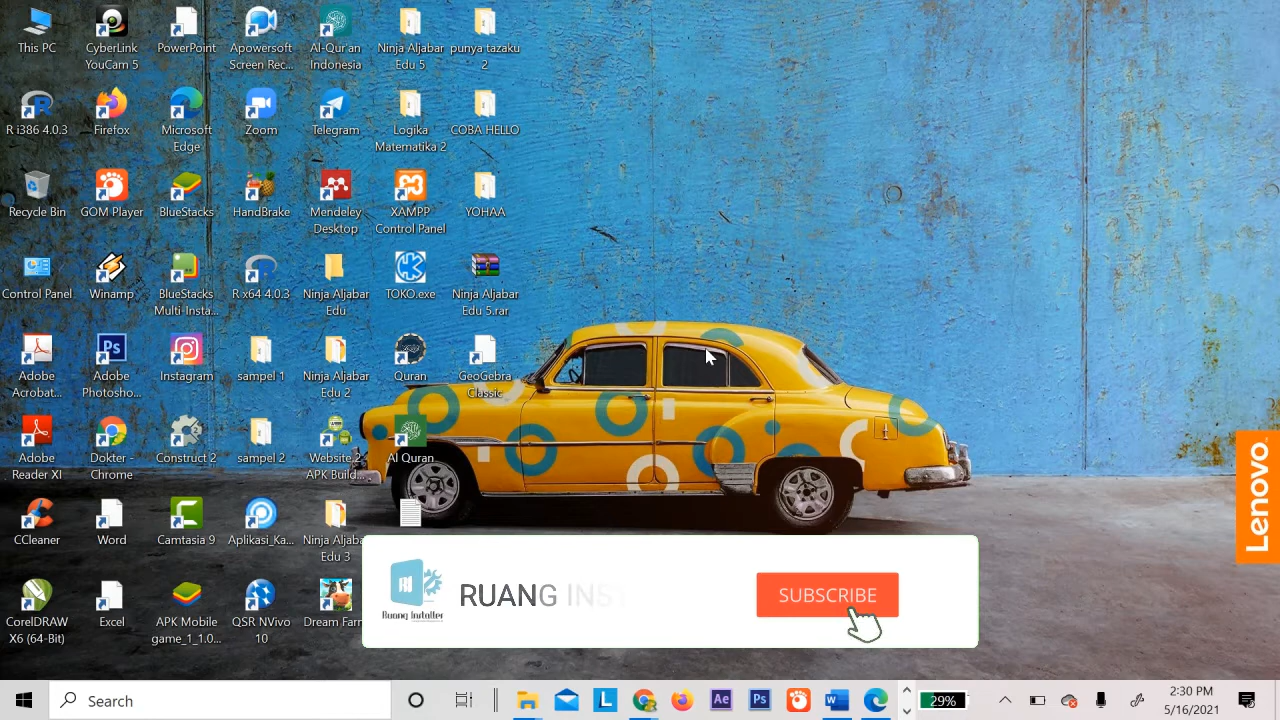 This PC
CyberLink
YouCam 5
PowerPoint
Apowersoft
Screen Rec...
Al-Qur'an
Indonesia
Ninja Aljabar
Edu 5
punya tazaku
2
R i386 4.0.3
Firefox
Microsoft
Edge
Zoom
Telegram
Logika
Matematika 2
COBA HELLO
Recycle Bin
GOM Player
BlueStacks
HandBrake
Mendeley
Desktop
XAMPP
Control Panel
YOHAA
Control Panel
Winamp
BlueStacks
Multi-Insta...
R x64 4.0.3
Ninja Aljabar
Edu
TOKO.exe
Ninja Aljabar
Edu 5.rar
Adobe
Acrobat...
Adobe
Photosho...
Instagram
sampel 1
Ninja Aljabar
Edu 2
Quran
GeoGebra
Classic
Adobe
Reader XI
Dokter -
Chrome
Construct 2
sampel 2
Website 2
APK Build...
Al Quran
CCleaner
Word
Camtasia 9
Aplikasi_Ka...
Ninja Aljaba
Edu 3
CorelDRAW
X6 (64-Bit)
Excel
APK Mobile
game_1_1.0...
QSR NVivo
10
Dream Farm
Lenovo
Ruang Installer
RUANG INST
SUBSCRIBE
Search
29%
2:30 PM
5/16/2021